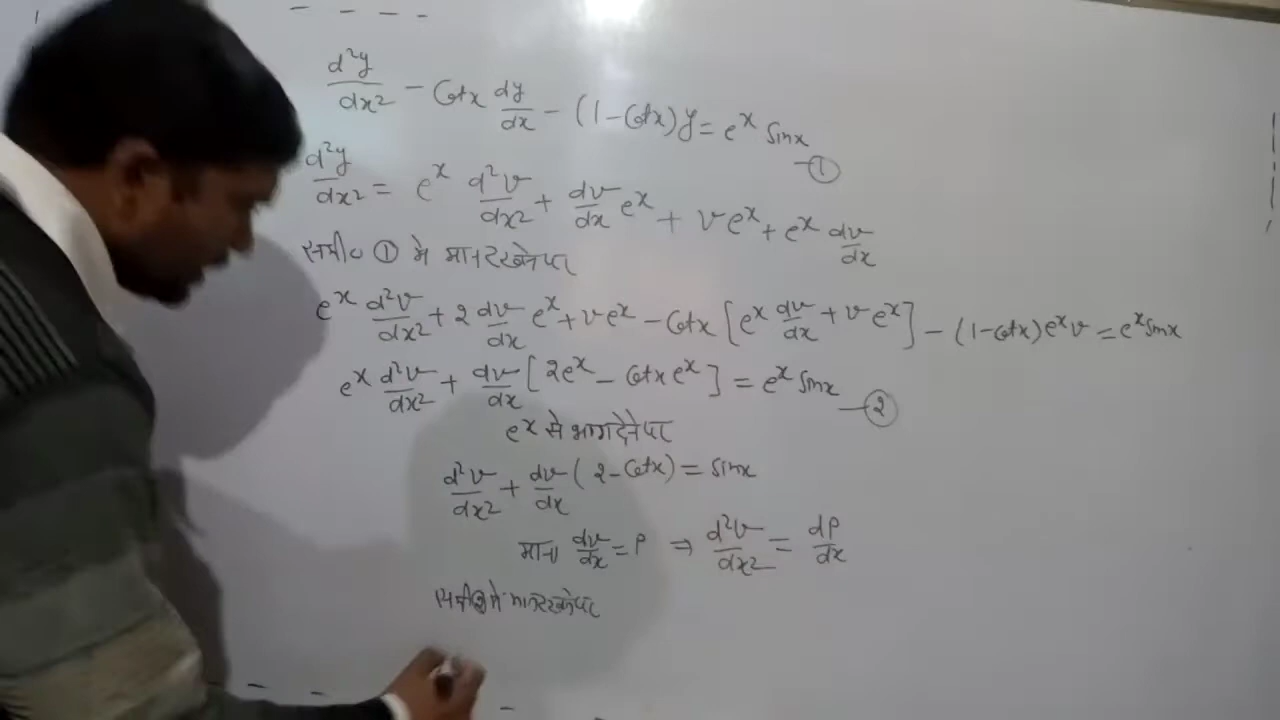 d²y/dx² - Cotx dy/dx - (1-Cotx)y = eˣ sinx —①
d²y/dx² = eˣ d²v/dx² + dv/dx eˣ + veˣ + eˣ dv/dx
समी० ① मे मान रखने पर
eˣ d²v/dx² + 2 dv/dx eˣ + veˣ - Cotx [eˣ dv/dx + veˣ] - (1-Cotx)eˣv = eˣsinx
eˣ d²v/dx² + dv/dx [2eˣ - Cotx eˣ] = eˣ sinx —②
eˣ से भाग देने पर
d²v/dx² + dv/dx (2-Cotx) = sinx
माना dv/dx = P ⇒ d²v/dx² = dP/dx
समी② मे मान रखने पर